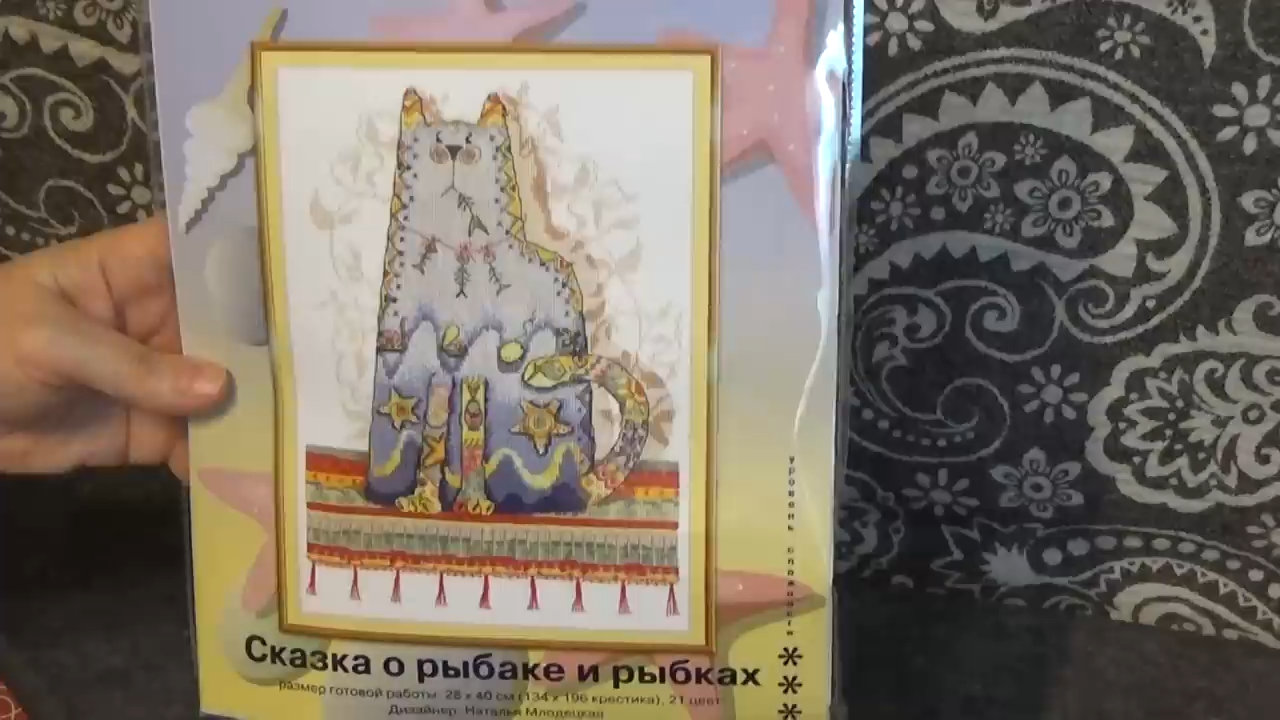 Сказка о рыбаке и рыбках
размер готовой работы: 28 x 40 см (134 x 196 крестика), 21 цвет
Дизайнер: Наталья Млодецкая
уровень сложности